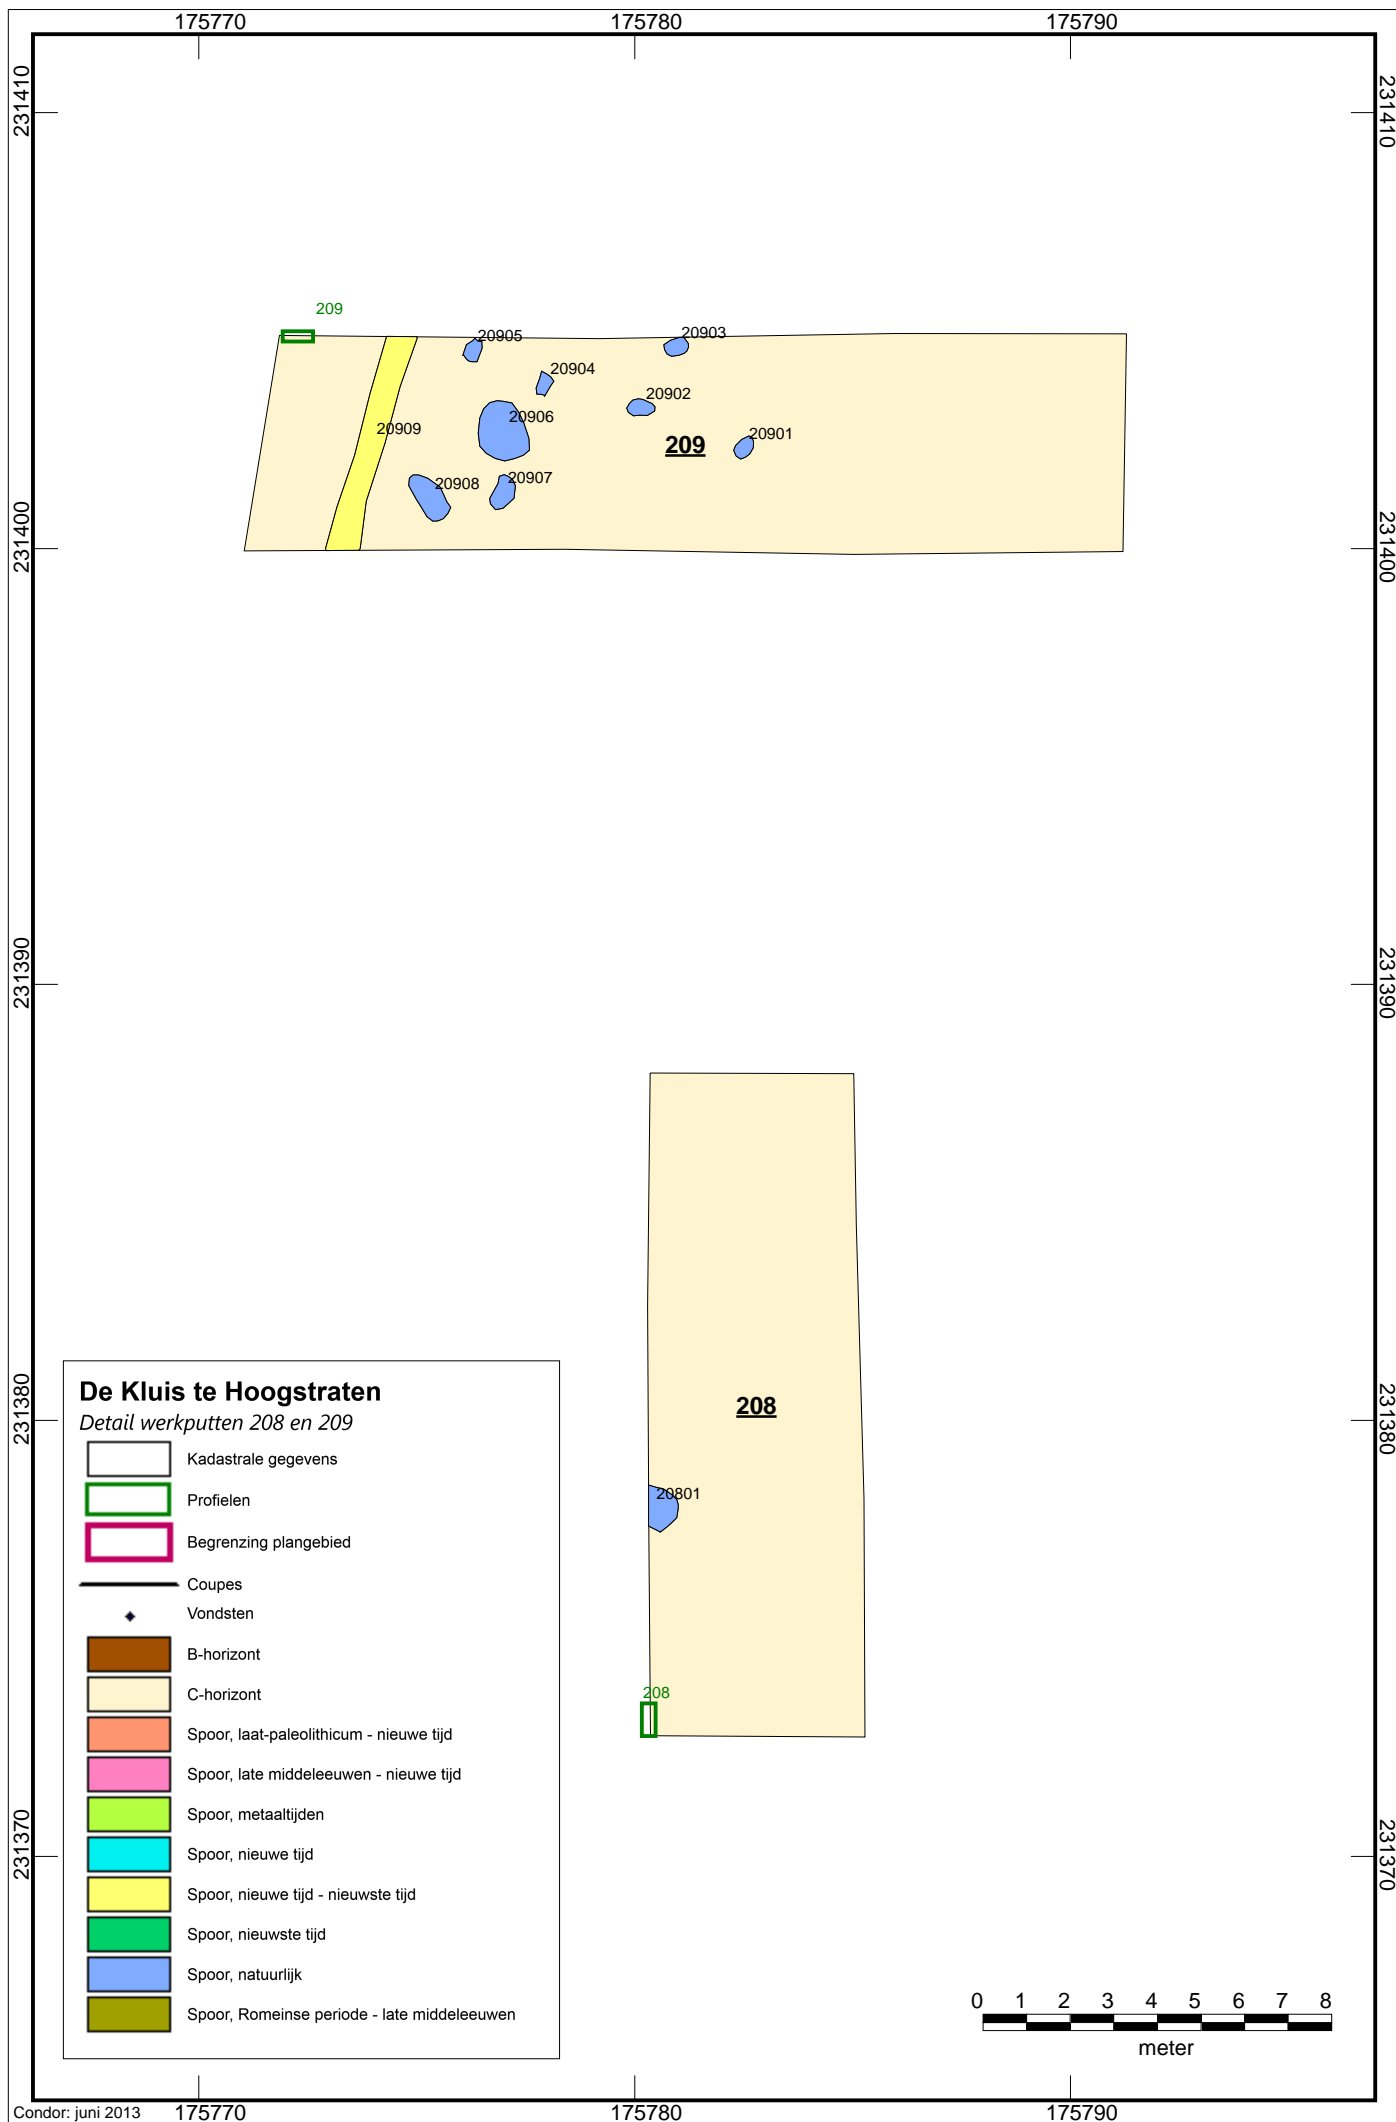 175770
175780
175790
231410
231410
209
20905
20903
20904
20902
20906
20909
20901
209
20908
20907
231400
231400
231390
231390
De Kluis te Hoogstraten
Detail werkputten 208 en 209
231380
231380
208
Kadastrale gegevens
Profielen
20801
Begrenzing plangebied
Coupes
Vondsten
B-horizont
C-horizont
208
Spoor, laat-paleolithicum - nieuwe tijd
Spoor, late middeleeuwen - nieuwe tijd
Spoor, metaaltijden
Spoor, nieuwe tijd
231370
231370
Spoor, nieuwe tijd - nieuwste tijd
Spoor, nieuwste tijd
Spoor, natuurlijk
Spoor, Romeinse periode - late middeleeuwen
0 1 2 3 4 5 6 7 8
meter
Condor: juni 2013
175770
175780
175790